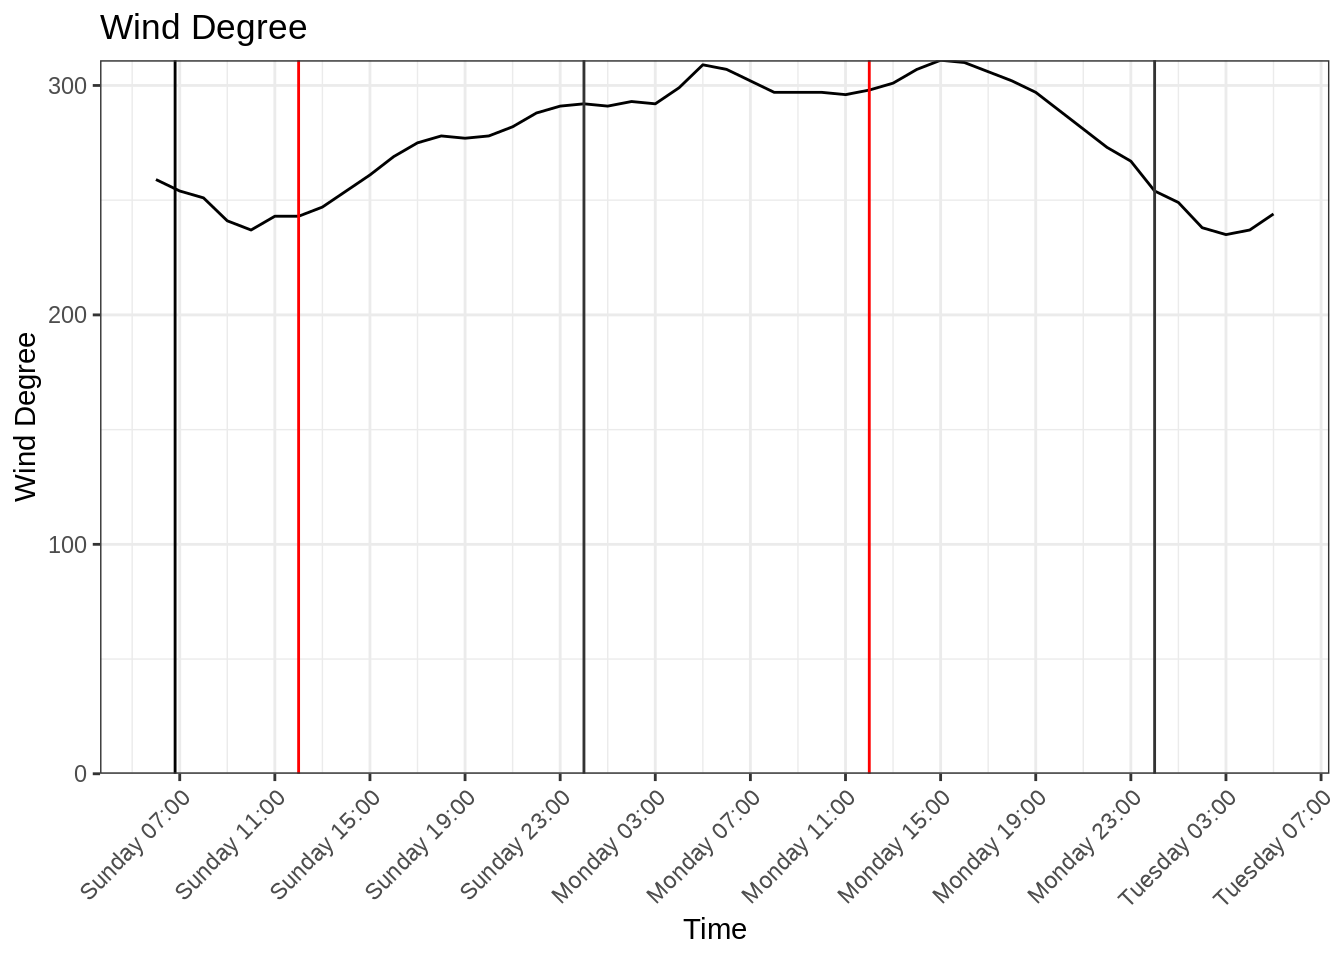 Wind Degree
Wind Degree
300
200
100
0
Sunday 07:00
Sunday 11:00
Sunday 15:00
Sunday 19:00
Sunday 23:00
Monday 03:00
Monday 07:00
Monday 11:00
Monday 15:00
Monday 19:00
Monday 23:00
Tuesday 03:00
Tuesday 07:00
Time